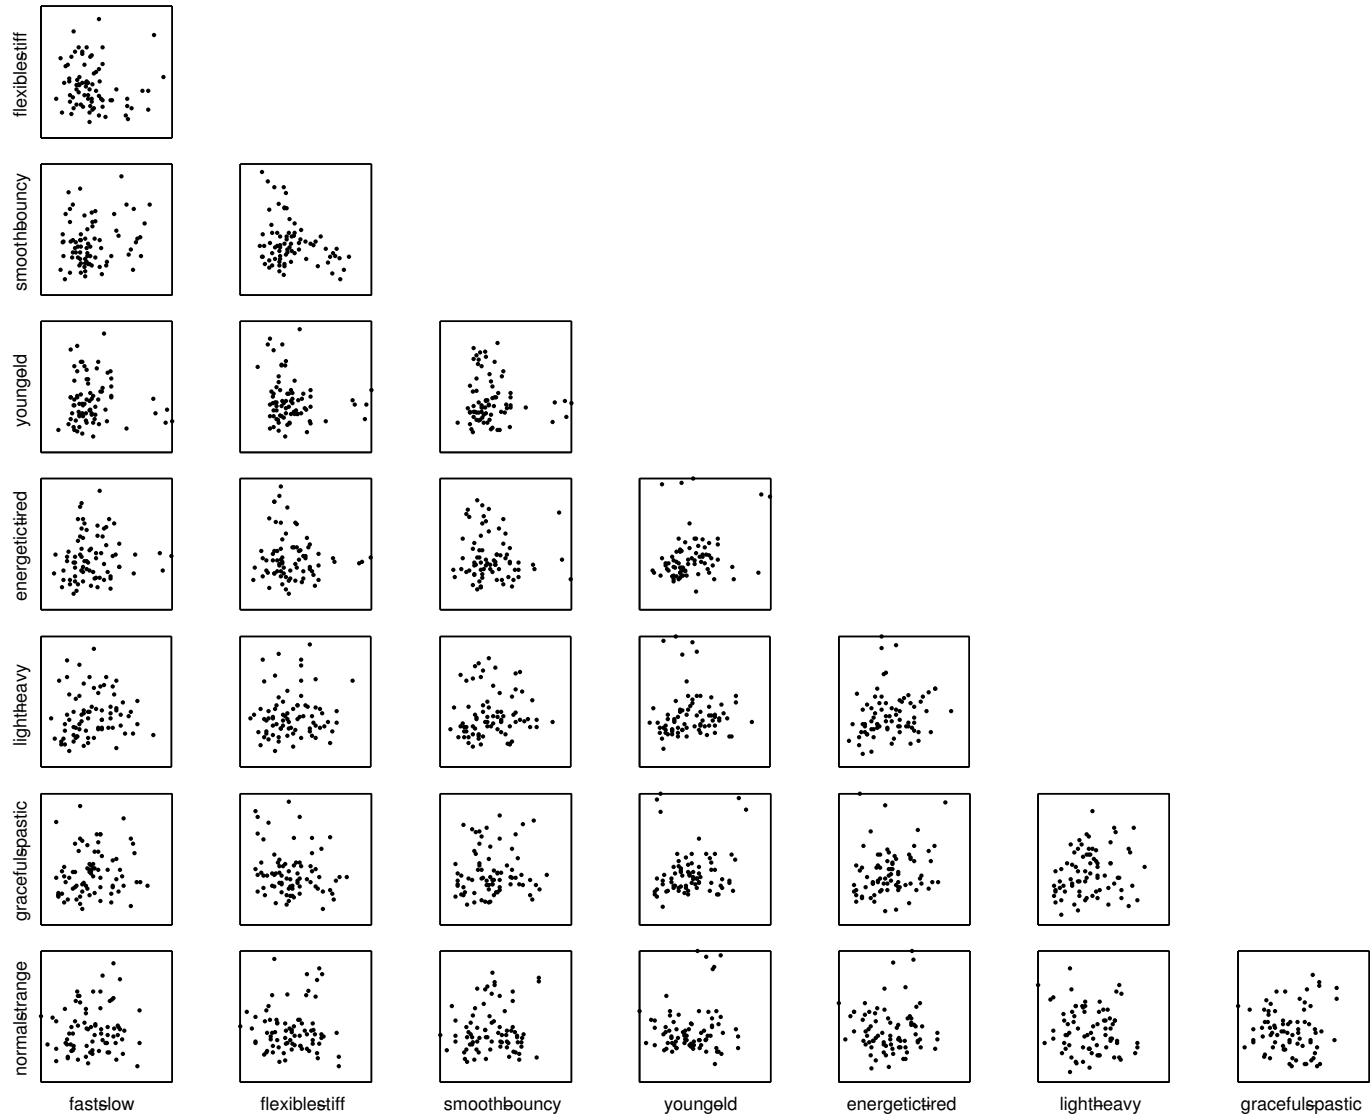 flexible-stiff
smooth-bouncy
young-old
energetic-tired
light-heavy
graceful-spastic
normal-strange
fast-slow flexible-stiff smooth-bouncy young-old energetic-tired light-heavy graceful-spastic